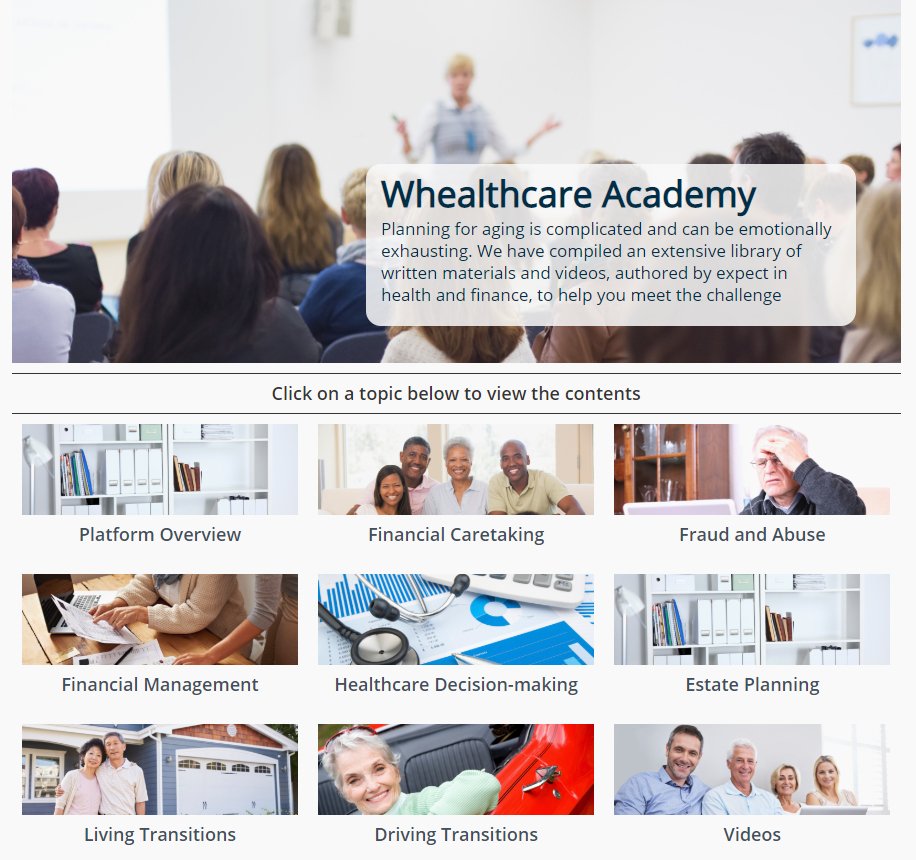 Whealthcare Academy
Planning for aging is complicated and can be emotionally
exhausting. We have compiled an extensive library of
written materials and videos, authored by expect in
health and finance, to help you meet the challenge
Click on a topic below to view the contents
Platform Overview
Financial Caretaking
Fraud and Abuse
Financial Management
Healthcare Decision-making
Estate Planning
Living Transitions
Driving Transitions
Videos